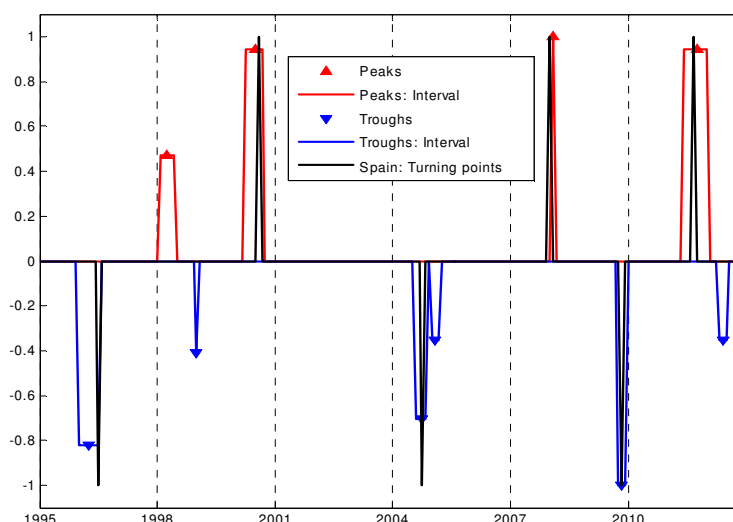 1
0.8
0.6
0.4
0.2
0
-0.2
-0.4
-0.6
-0.8
-1
Peaks
Peaks: Interval
Troughs
Troughs: Interval
Spain: Turning points
1995 1998 2001 2004 2007 2010